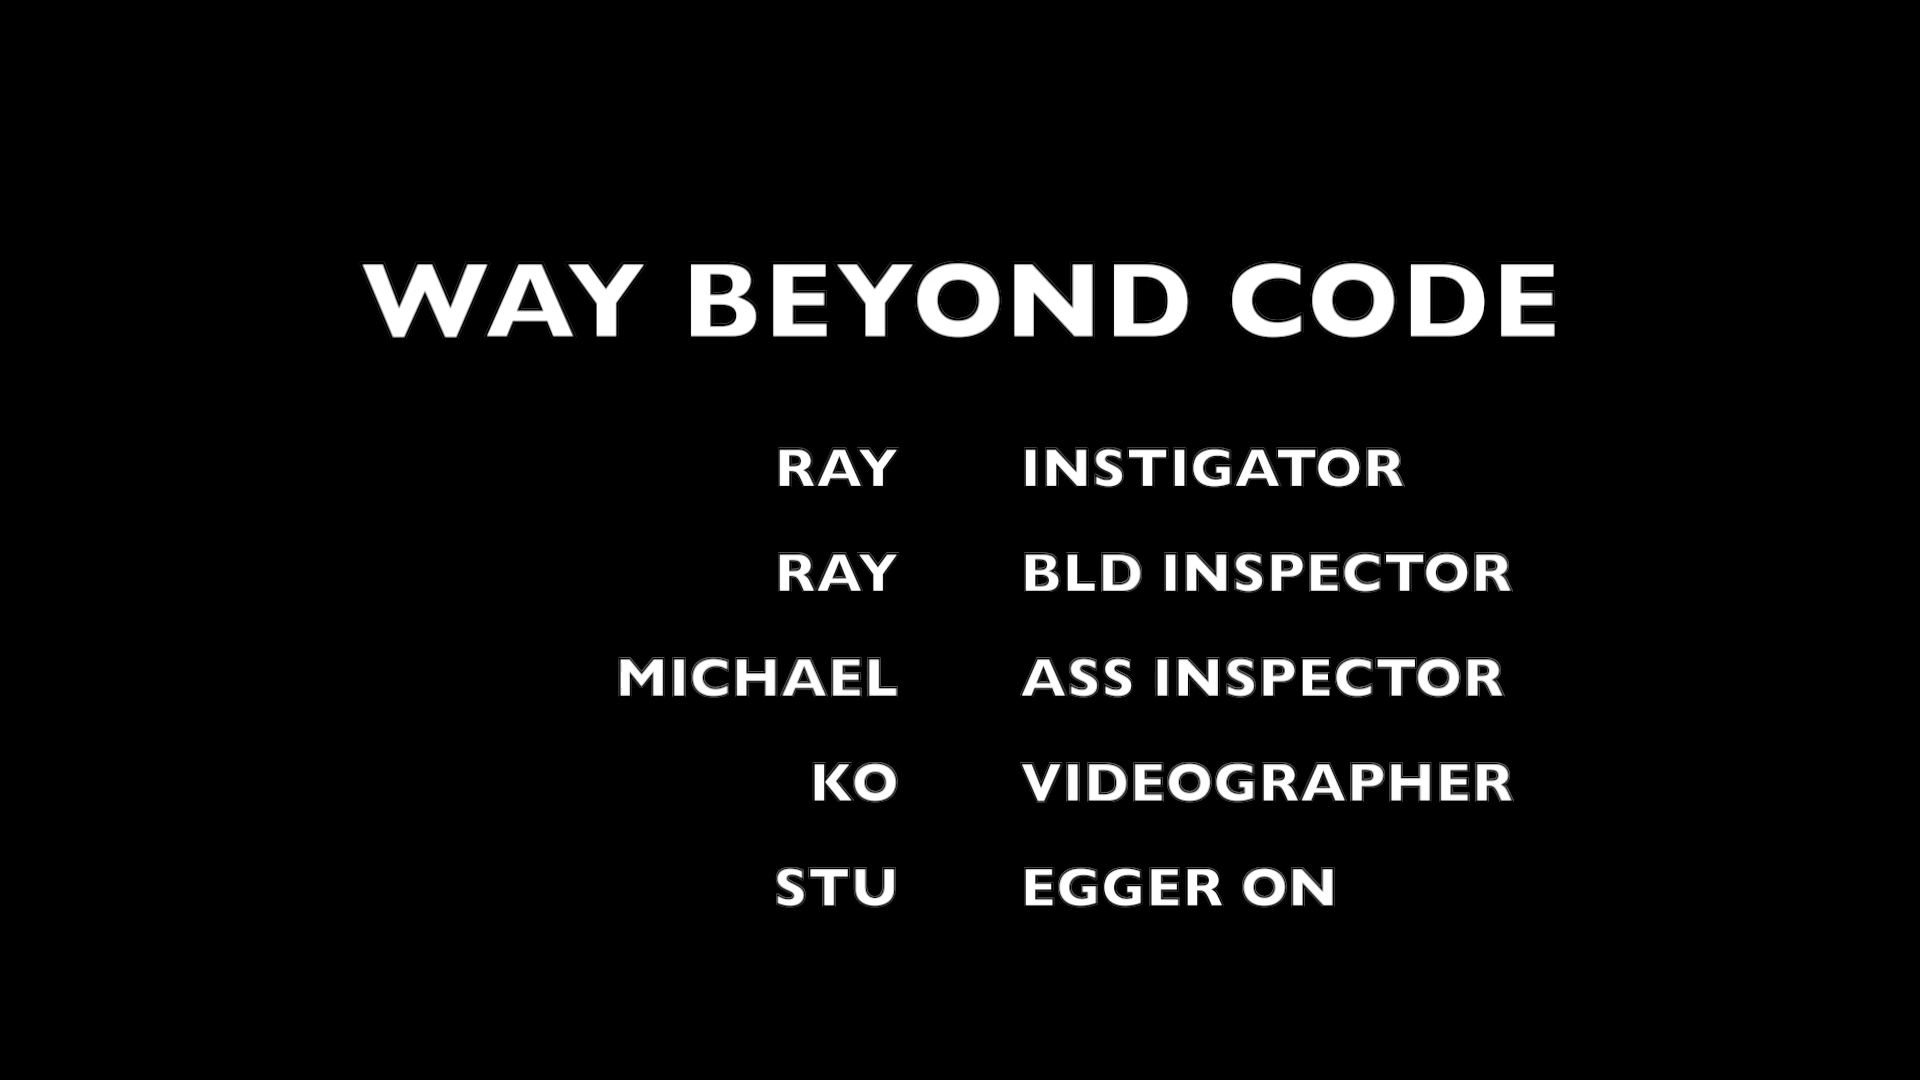 WAY BEYOND CODE
RAY INSTIGATOR
RAY BLD INSPECTOR
MICHAEL ASS INSPECTOR
KO VIDEOGRAPHER
STU EGGER ON